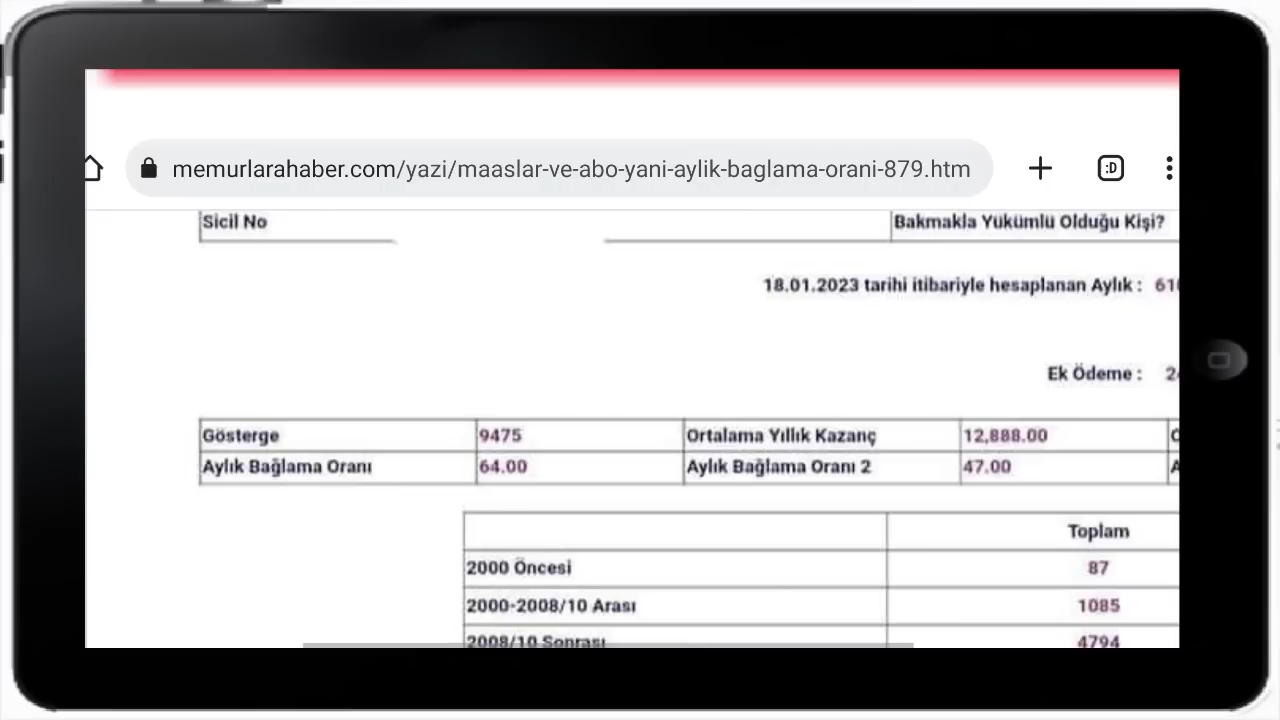 memurlarahaber.com/yazi/maaslar-ve-abo-yani-aylik-baglama-orani-879.htm
:D
Sicil No
Bakmakla Yükümlü Olduğu Kişi?
18.01.2023 tarihi itibariyle hesaplanan Aylık :
Ek Ödeme :
Gösterge 9475 Ortalama Yıllık Kazanç 12,888.00
Aylık Bağlama Oranı 64.00 Aylık Bağlama Oranı 2 47.00
Toplam
2000 Öncesi 87
2000-2008/10 Arası 1085
2008/10 Sonrası 4794